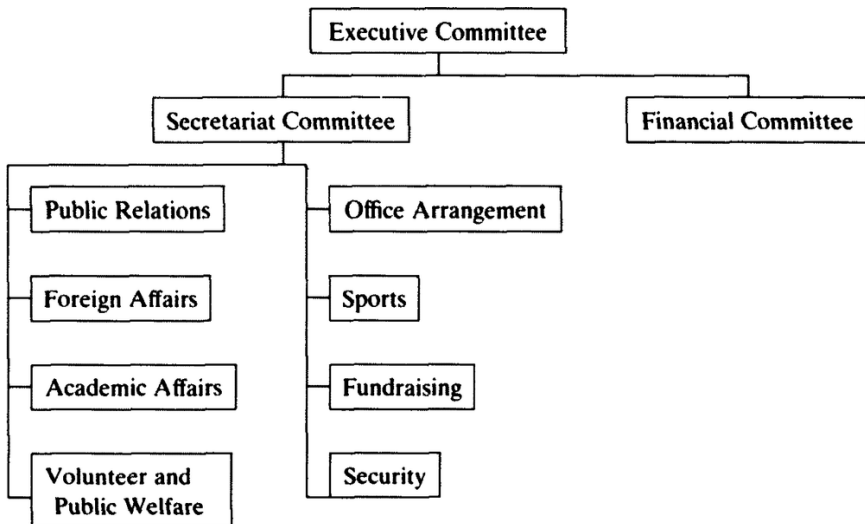 Executive Committee
Secretariat Committee
Financial Committee
Public Relations
Office Arrangement
Foreign Affairs
Sports
Academic Affairs
Fundraising
Volunteer and
Public Welfare
Security